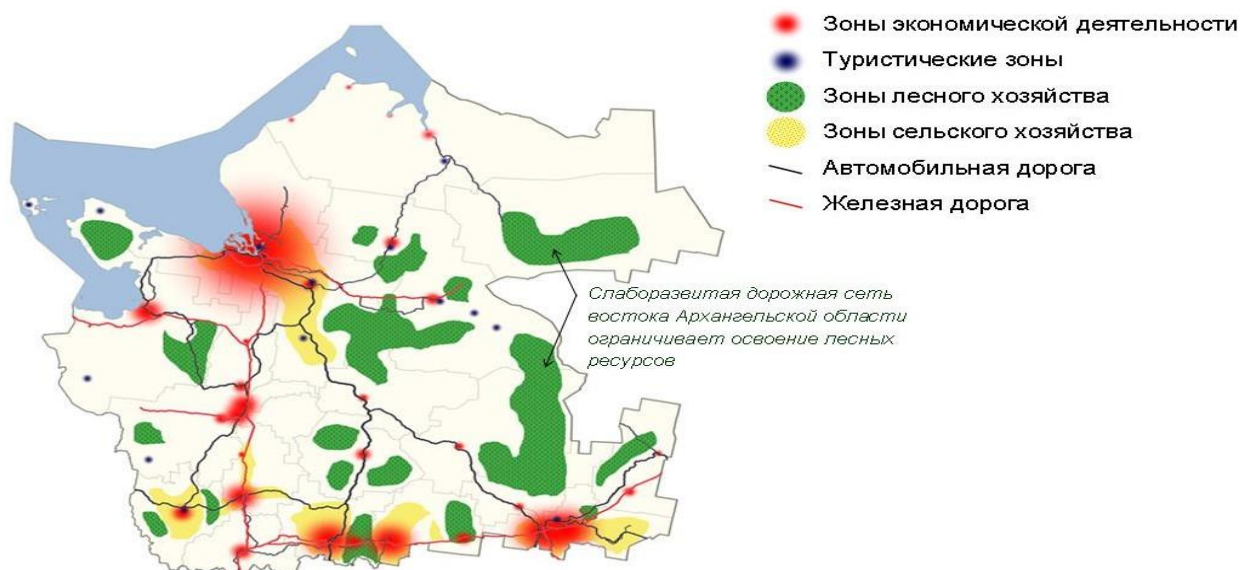 Зоны экономической деятельности
Туристические зоны
Зоны лесного хозяйства
Зоны сельского хозяйства
Автомобильная дорога
Железная дорога
Слаборазвитая дорожная сеть
востока Архангельской области
ограничивает освоение лесных
ресурсов